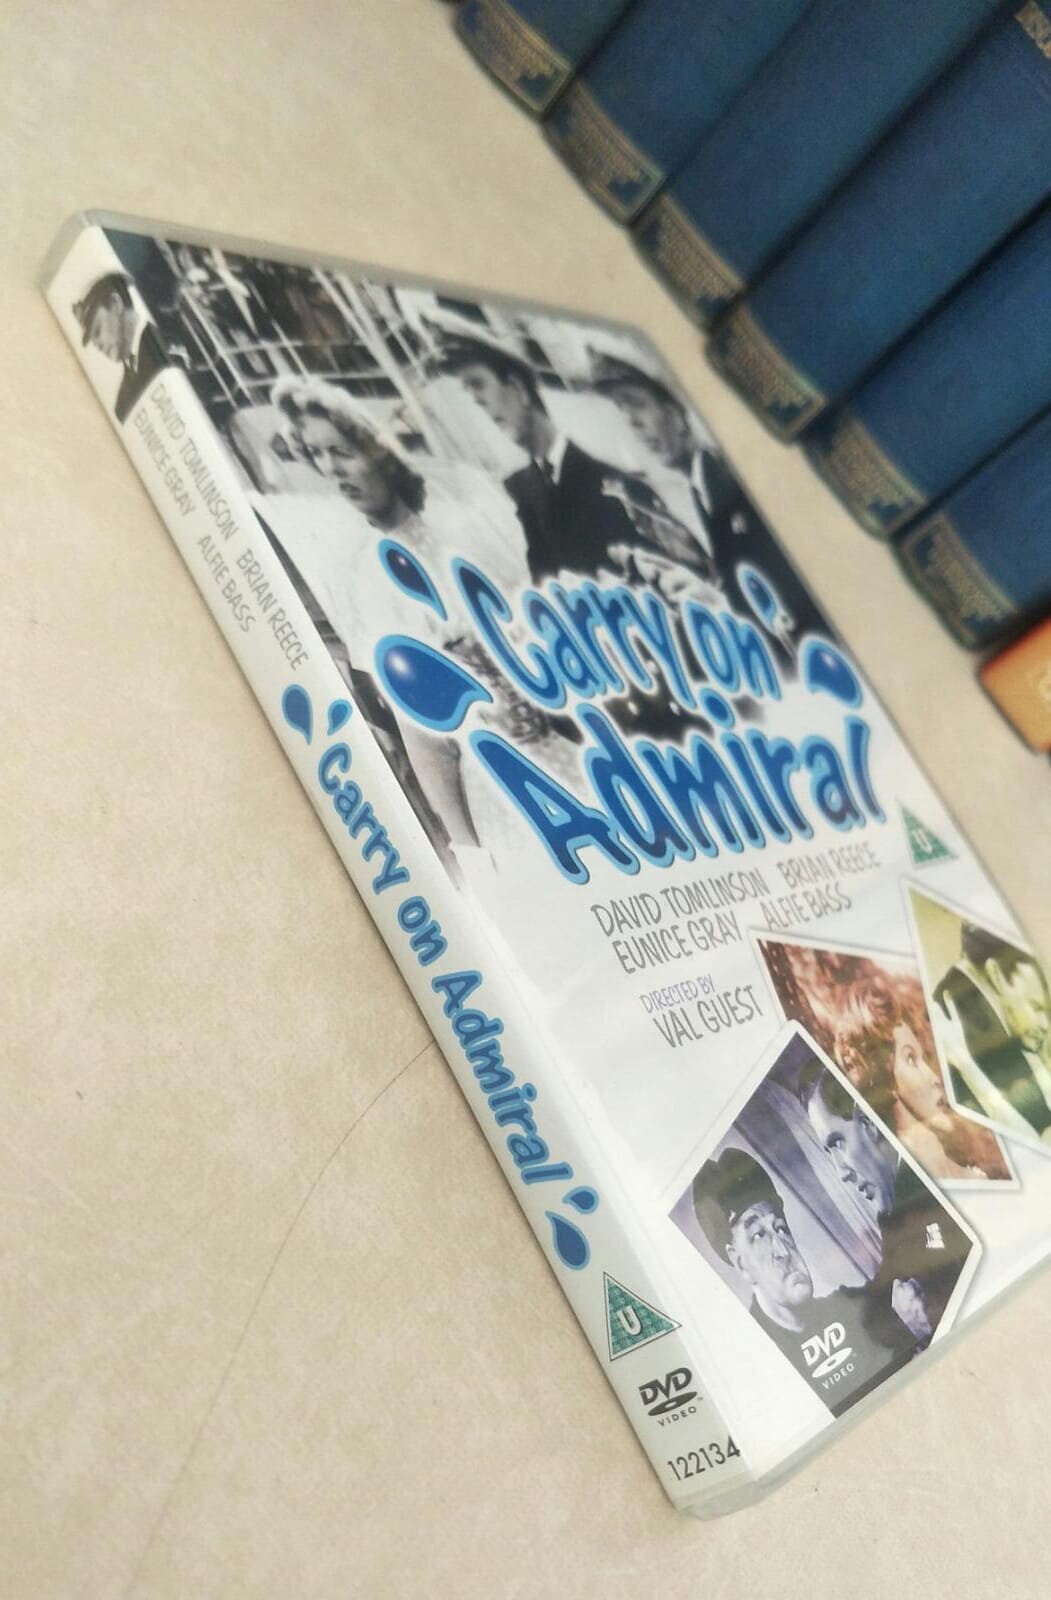 DAVID TOMLINSON BRIAN REECE
EUNICE GRAY ALFIE BASS
Carry on Admiral
U
DVD
VIDEO
122134
Carry on
Admiral
U
DAVID TOMLINSON BRIAN REECE
EUNICE GRAY ALFIE BASS
DIRECTED BY
VAL GUEST
DVD
VIDEO